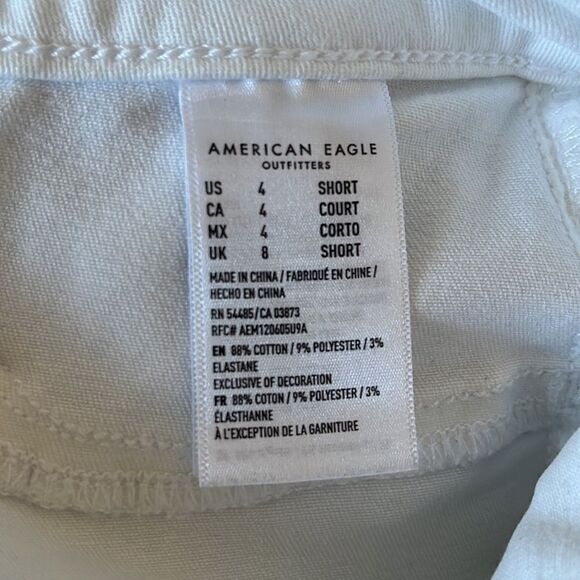 AMERICAN EAGLE
OUTFITTERS
US 4 SHORT
CA 4 COURT
MX 4 CORTO
UK 8 SHORT
MADE IN CHINA / FABRIQUÉ EN CHINE /
HECHO EN CHINA
RN 54485/CA 03873
RFC# AEM120605U9A
EN 88% COTTON / 9% POLYESTER / 3%
ELASTANE
EXCLUSIVE OF DECORATION
FR 88% COTON / 9% POLYESTER / 3%
ÉLASTHANNE
À L'EXCEPTION DE LA GARNITURE